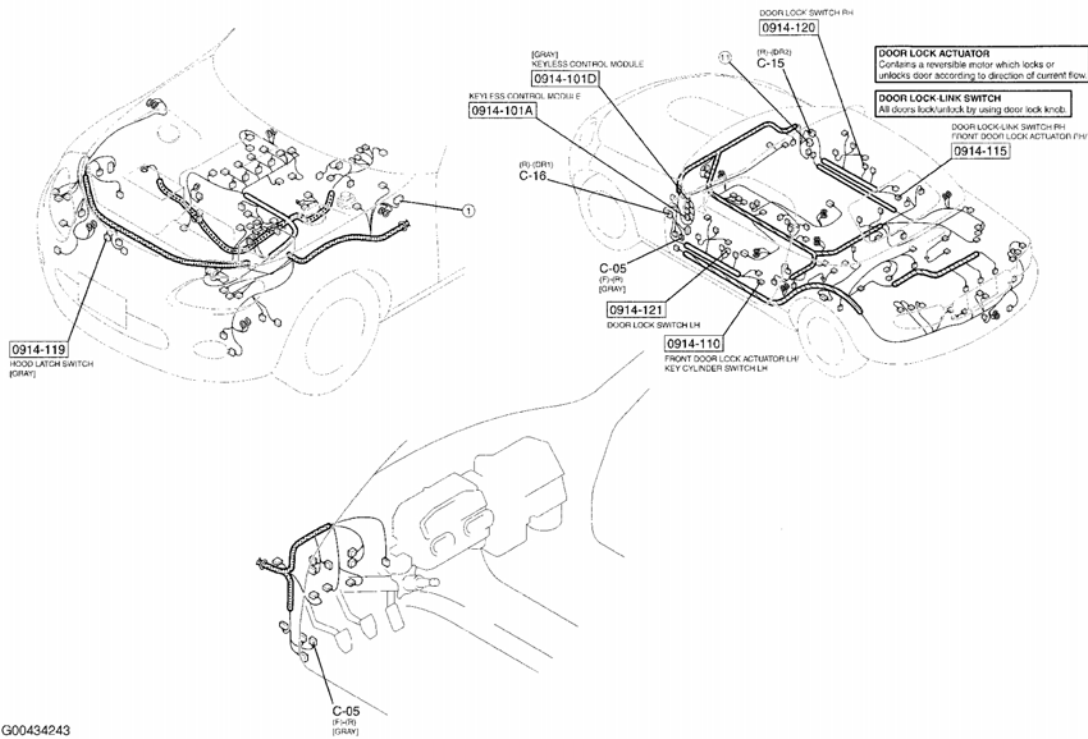 DOOR LOCK SWITCH RH
0914-120
(R)-(DR2)
C-15
11
[GRAY]
KEYLESS CONTROL MODULE
0914-101D
KEYLESS CONTROL MODULE
0914-101A
(R)-(DR1)
C-16
DOOR LOCK ACTUATOR
Contains a reversible motor which locks or
unlocks door according to direction of current flow.
DOOR LOCK-LINK SWITCH
All doors lock/unlock by using door lock knob.
DOOR LOCK-LINK SWITCH RH
FRONT DOOR LOCK ACTUATOR RH/
0914-115
1
C-05
(F)-(R)
[GRAY]
0914-121
DOOR LOCK SWITCH LH
0914-110
FRONT DOOR LOCK ACTUATOR LH/
KEY CYLINDER SWITCH LH
0914-119
HOOD LATCH SWITCH
[GRAY]
C-05
(F)-(R)
[GRAY]
G00434243